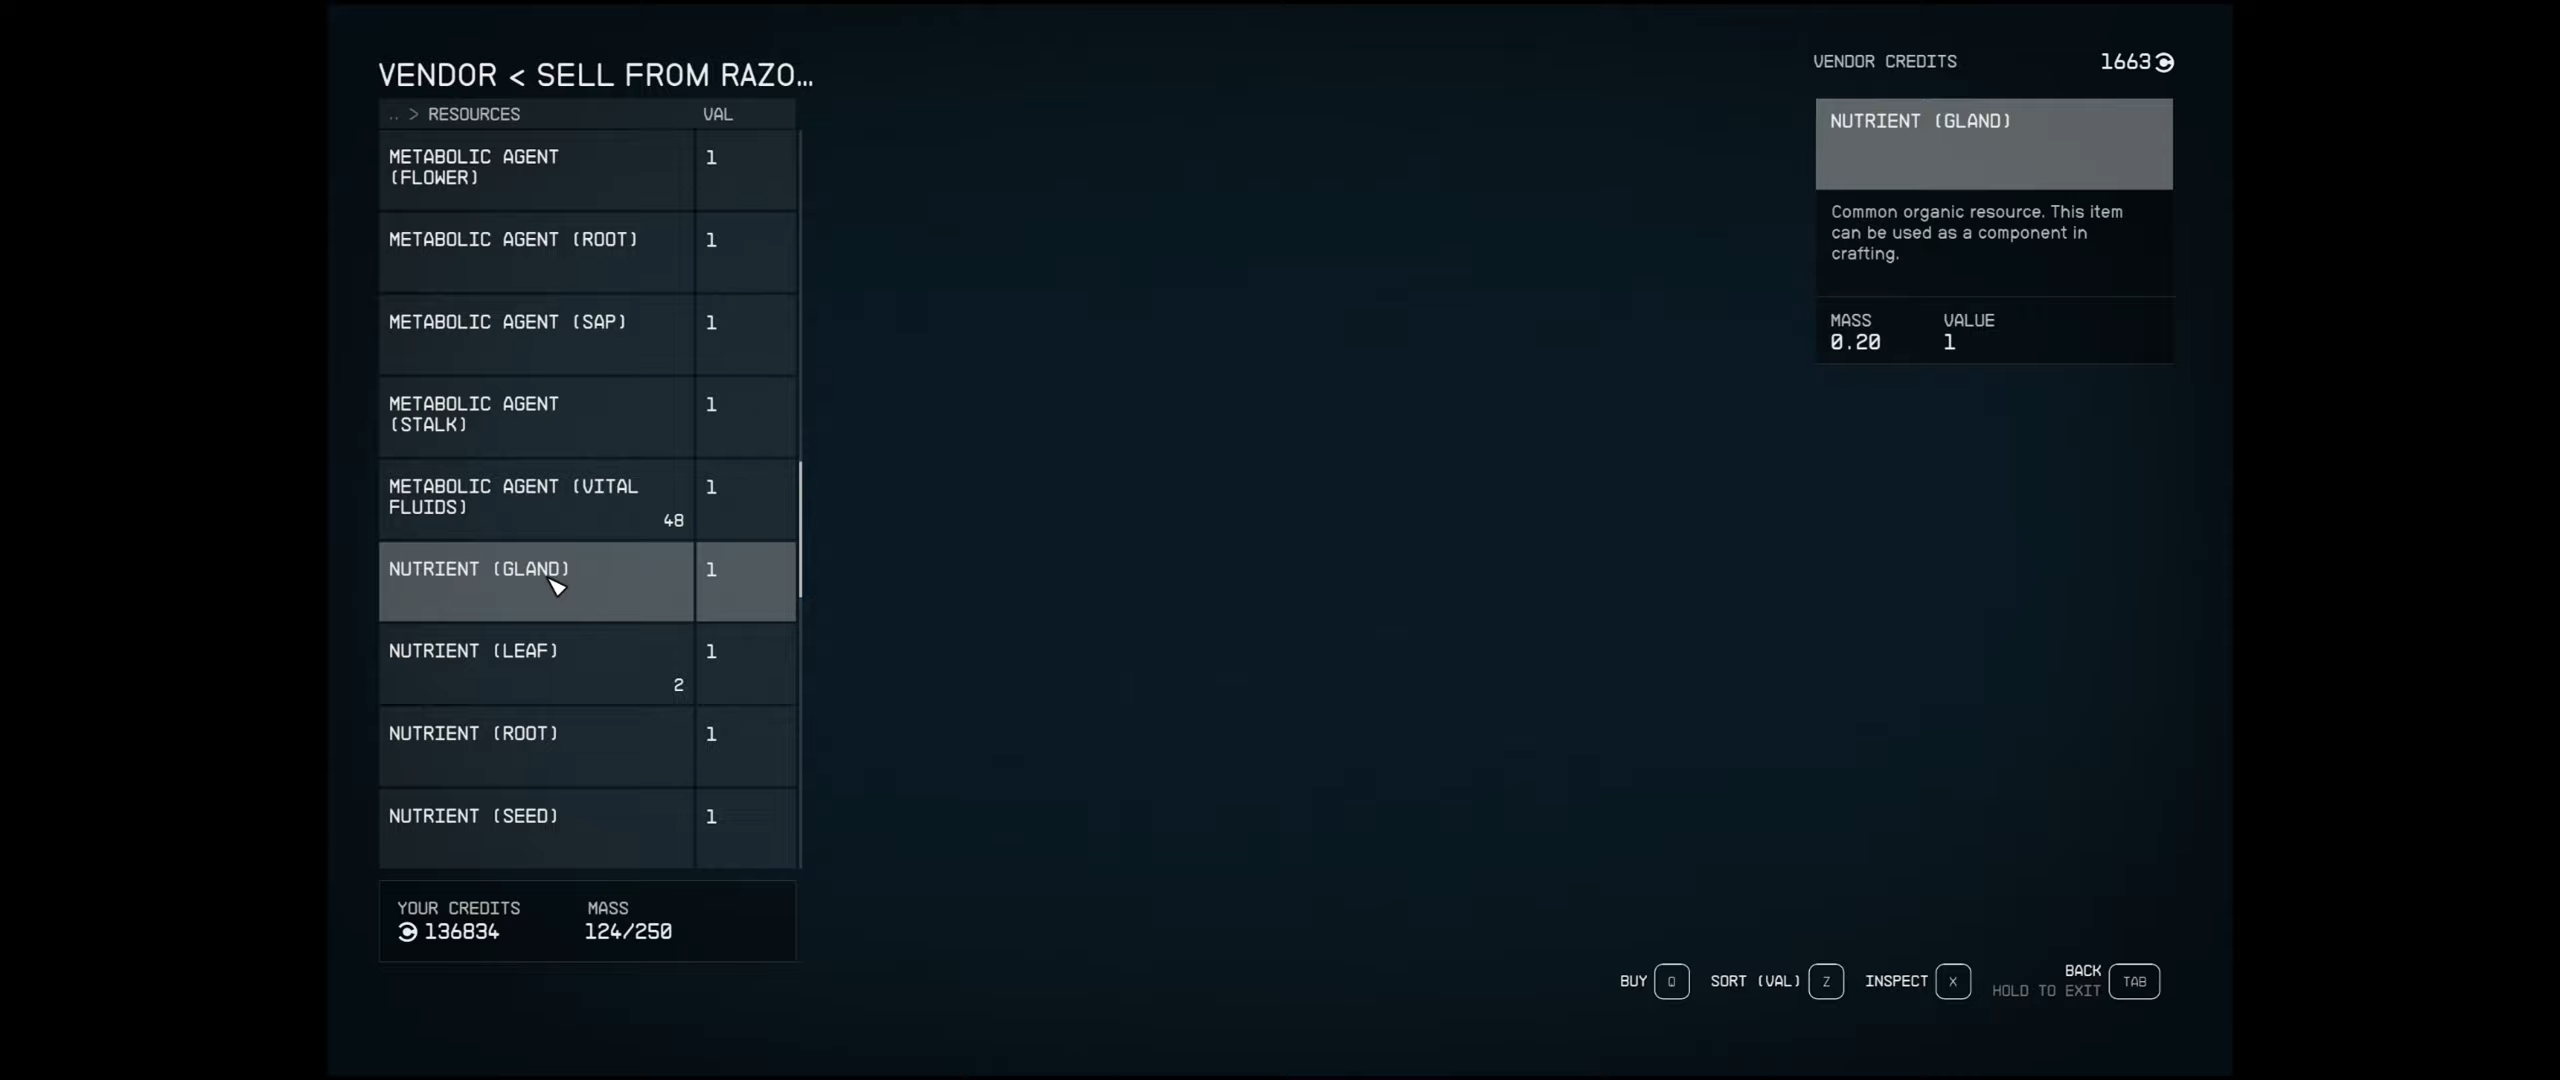 VENDOR < SELL FROM RAZO...
.. > RESOURCES VAL
METABOLIC AGENT
(FLOWER)
1
METABOLIC AGENT (ROOT) 1
METABOLIC AGENT (SAP) 1
METABOLIC AGENT
(STALK)
1
METABOLIC AGENT (VITAL
FLUIDS)
48
1
NUTRIENT (GLAND) 1
NUTRIENT (LEAF) 1
2
NUTRIENT (ROOT) 1
NUTRIENT (SEED) 1
YOUR CREDITS MASS
136834 124/250
VENDOR CREDITS 1663
NUTRIENT (GLAND)
Common organic resource. This item
can be used as a component in
crafting.
MASS VALUE
0.20 1
BUY Q SORT (VAL) Z INSPECT X BACK
HOLD TO EXIT TAB